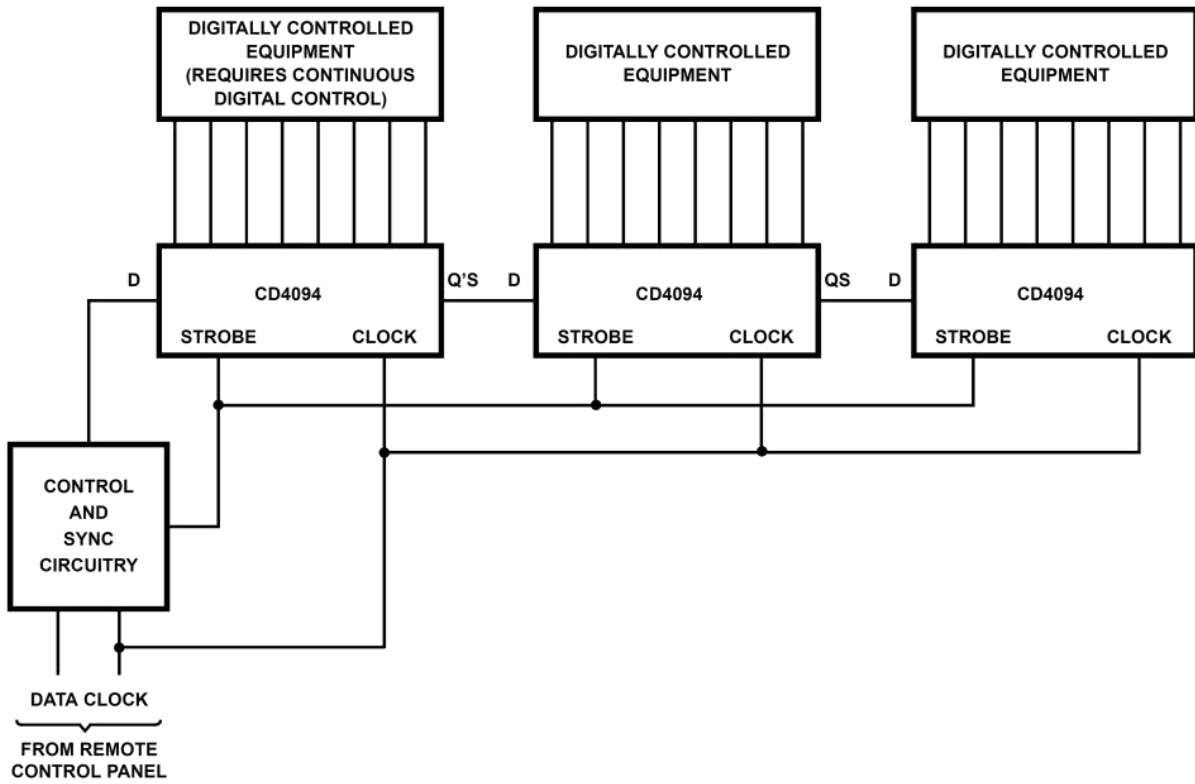 DIGITALLY CONTROLLED
EQUIPMENT
(REQUIRES CONTINUOUS
DIGITAL CONTROL)
DIGITALLY CONTROLLED
EQUIPMENT
DIGITALLY CONTROLLED
EQUIPMENT
D
CD4094
STROBE
CLOCK
Q'S
D
CD4094
STROBE
CLOCK
QS
D
CD4094
STROBE
CLOCK
CONTROL
AND
SYNC
CIRCUITRY
DATA CLOCK
FROM REMOTE
CONTROL PANEL